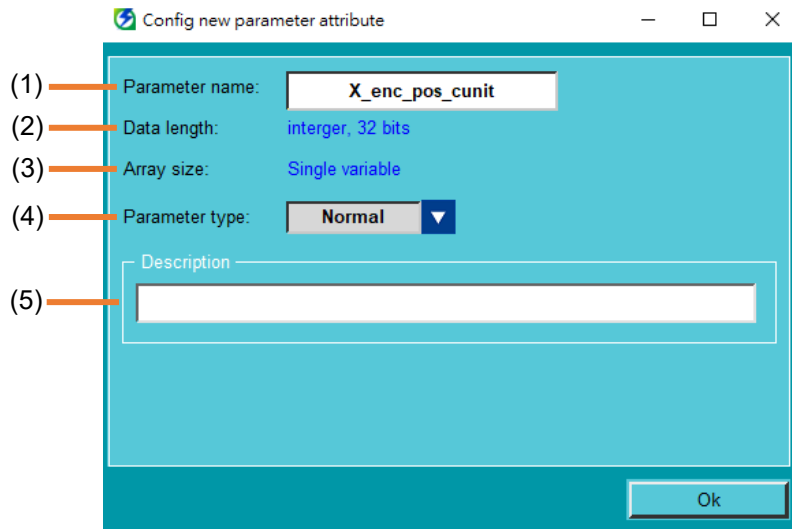 Config new parameter attribute
(1) Parameter name: X_enc_pos_cunit
(2) Data length: interger, 32 bits
(3) Array size: Single variable
(4) Parameter type: Normal
Description
(5)
Ok